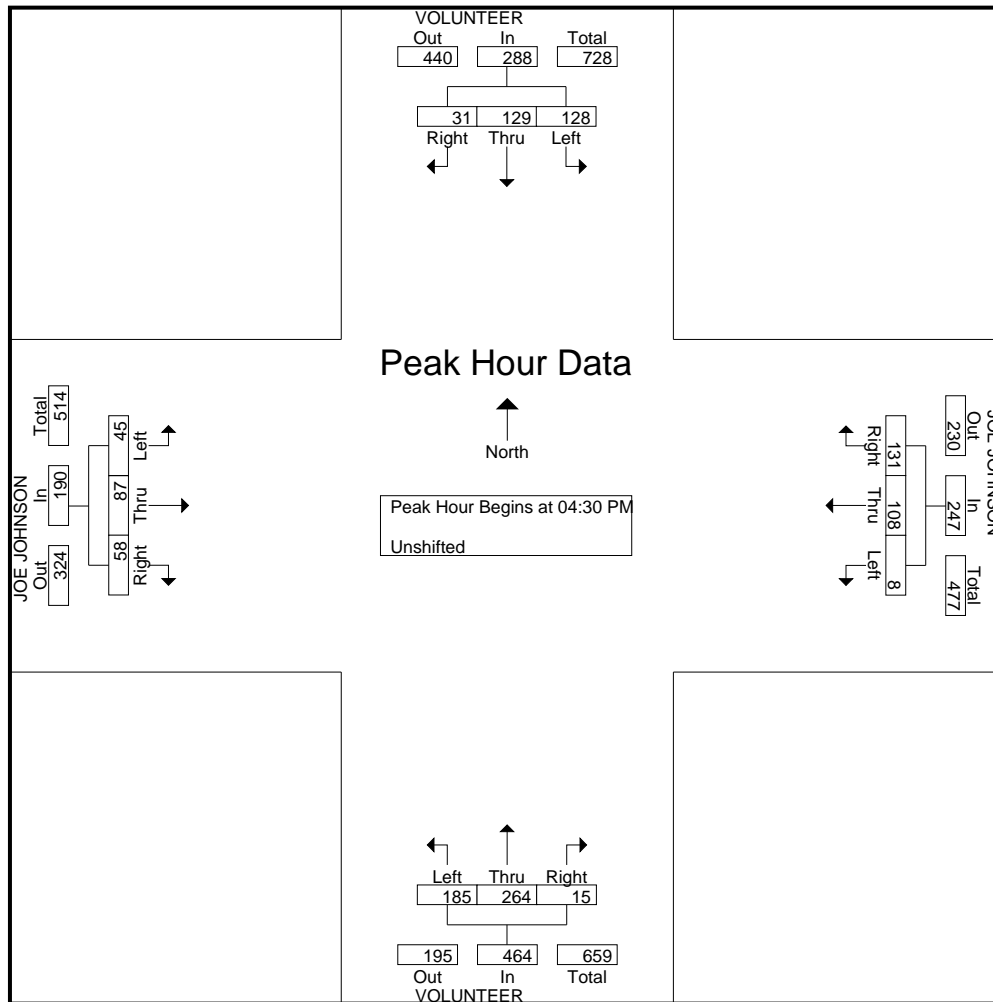 VOLUNTEER
Out In Total
440 288 728
31 129 128
Right Thru Left
Peak Hour Data
North
Peak Hour Begins at 04:30 PM
Unshifted
JOE JOHNSON
Total In Out
514 190 324
45 87 58
Left Thru Right
JOE JOHNSON
Out In Total
230 247 477
131 108 8
Right Thru Left
Left Thru Right
185 264 15
195 464 659
Out In Total
VOLUNTEER